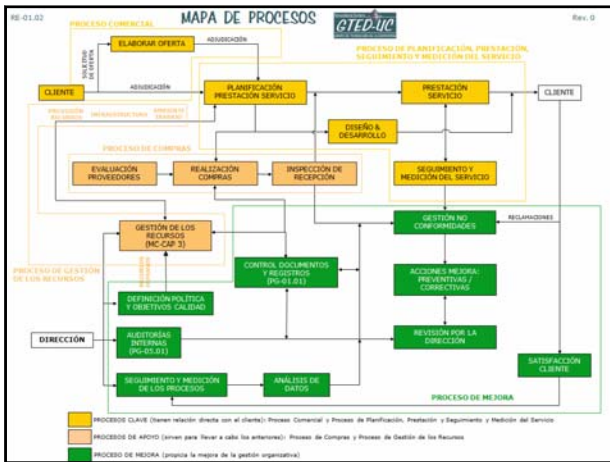 RE-01.02
MAPA DE PROCESOS
GTED-UC
Rev. 0
PROCESO COMERCIAL
ELABORAR OFERTA
ADJUDICACIÓN
SOLICITUD
DE OFERTA
PROCESO DE PLANIFICACIÓN, PRESTACIÓN,
SEGUIMIENTO Y MEDICIÓN DEL SERVICIO
CLIENTE
ADJUDICACIÓN
PLANIFICACIÓN
PRESTACIÓN SERVICIO
PRESTACIÓN
SERVICIO
CLIENTE
INFRAESTRUCTURA
DISEÑO &
DESARROLLO
PROCESO DE COMPRAS
EVALUACIÓN
PROVEEDORES
REALIZACIÓN
COMPRAS
INSPECCIÓN DE
RECEPCIÓN
SEGUIMIENTO Y
MEDICIÓN DEL SERVICIO
GESTIÓN DE LOS
RECURSOS
(MC-CAP 3)
GESTIÓN NO
CONFORMIDADES
RECLAMACIONES
PROCESO DE GESTIÓN
DE LOS RECURSOS
CONTROL DOCUMENTOS
Y REGISTROS
(PG-01.01)
ACCIONES MEJORA:
PREVENTIVAS /
CORRECTIVAS
DEFINICIÓN POLÍTICA
Y OBJETIVOS CALIDAD
DIRECCIÓN
AUDITORÍAS
INTERNAS
(PG-05.01)
REVISIÓN POR LA
DIRECCIÓN
SATISFACCIÓN
CLIENTE
SEGUIMIENTO Y MEDICIÓN
DE LOS PROCESOS
ANÁLISIS DE
DATOS
PROCESO DE MEJORA
PROCESOS CLAVE (tienen relación directa con el cliente): Proceso Comercial y Proceso de Planificación, Prestación y Seguimiento y Medición del Servicio
PROCESOS DE APOYO (sirven para llevar a cabo los anteriores): Proceso de Compras y Proceso de Gestión de los Recursos
PROCESO DE MEJORA (propicia la mejora de la gestión organizativa)